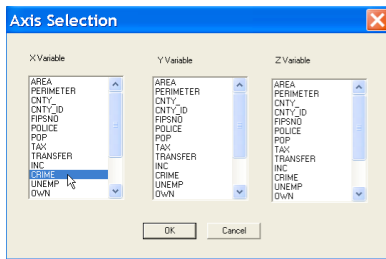 Axis Selection
X Variable
Y Variable
Z Variable
AREA
PERIMETER
CNTY_
CNTY_ID
FIPSNO
POLICE
POP
TAX
TRANSFER
INC
CRIME
UNEMP
OWN
AREA
PERIMETER
CNTY_
CNTY_ID
FIPSNO
POLICE
POP
TAX
TRANSFER
INC
CRIME
UNEMP
OWN
AREA
PERIMETER
CNTY_
CNTY_ID
FIPSNO
POLICE
POP
TAX
TRANSFER
INC
CRIME
UNEMP
OWN
OK
Cancel